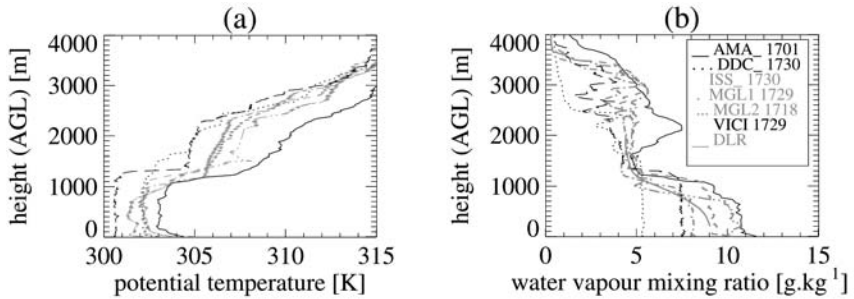 (a)
4000
3000
2000
1000
0
height (AGL) [m]
300 305 310 315
potential temperature [K]
(b)
4000
3000
2000
1000
0
height (AGL) [m]
AMA_ 1701
DDC_ 1730
ISS_ 1730
MGL1 1729
MGL2 1718
VICI 1729
DLR
0 5 10 15
water vapour mixing ratio [g.kg 1]